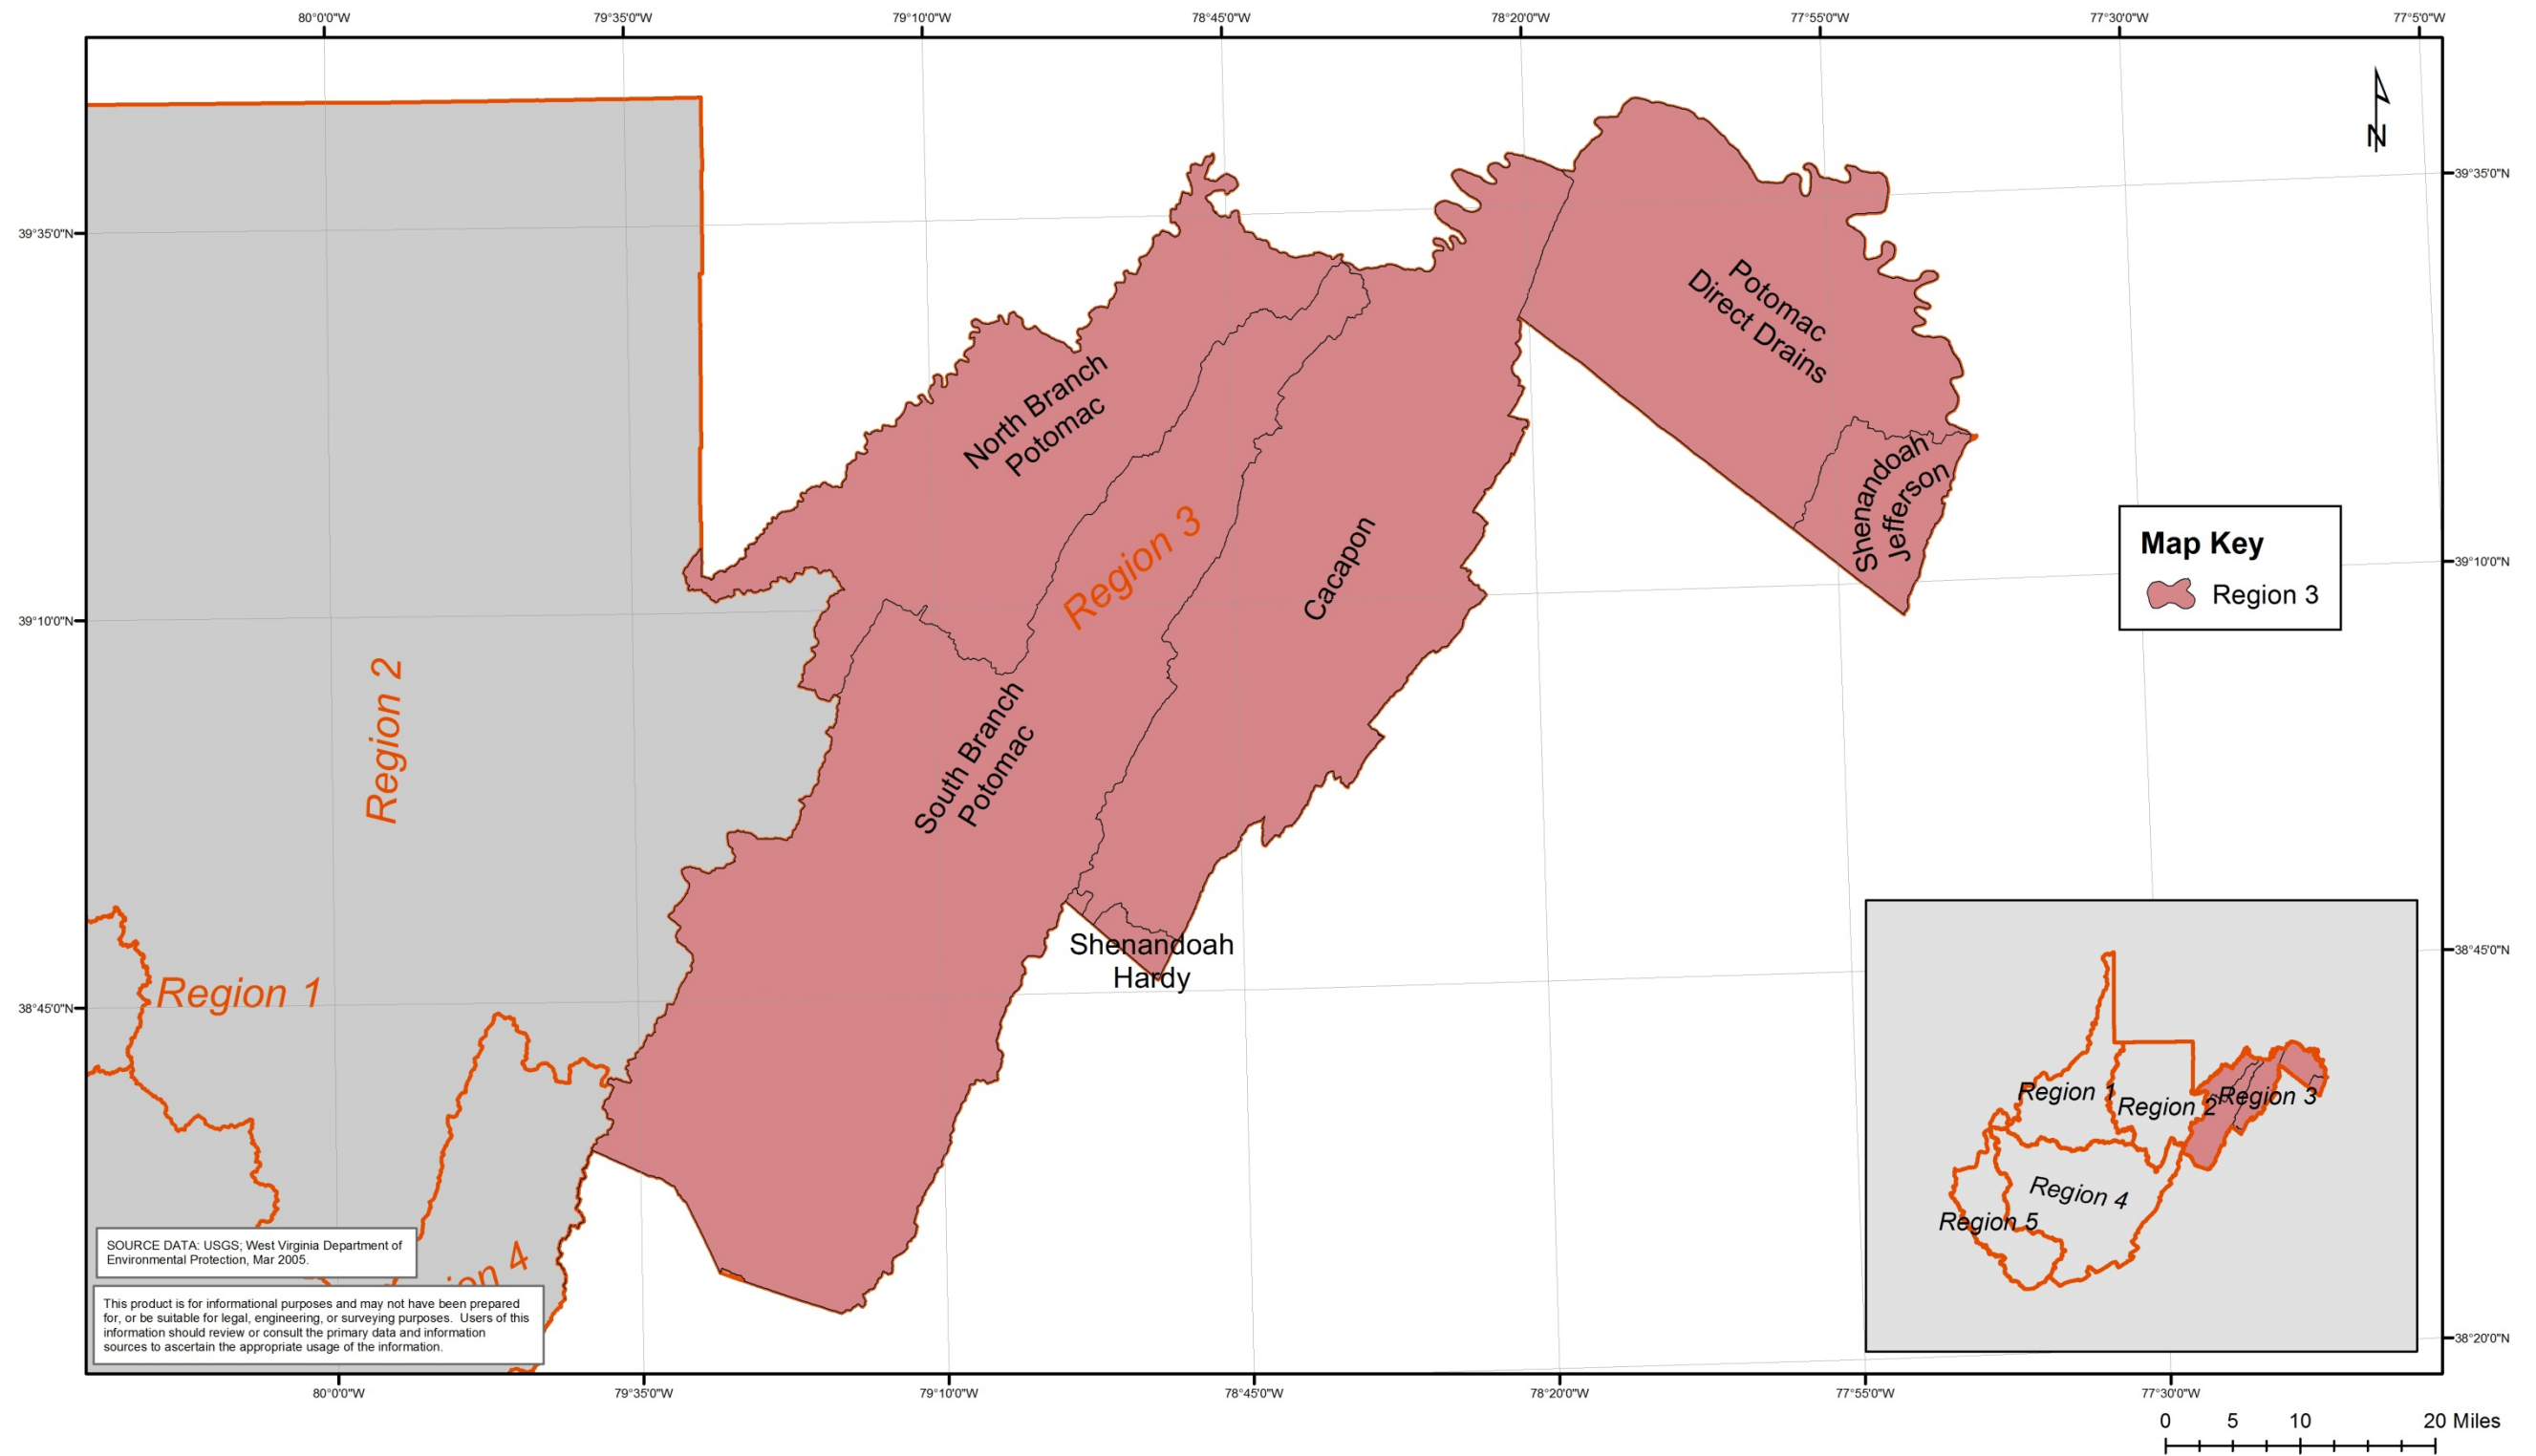 80°0'0"W
79°35'0"W
79°10'0"W
78°45'0"W
78°20'0"W
77°55'0"W
77°30'0"W
77°5'0"W
N
39°35'0"N
39°35'0"N
Potomac
Direct Drains
North Branch
Potomac
Shenandoah
Jefferson
Region 3
Cacapon
Map Key
Region 3
39°10'0"N
39°10'0"N
Region 2
South Branch
Potomac
Shenandoah
Hardy
38°45'0"N
38°45'0"N
Region 1
Region 1
Region 2
Region 3
Region 4
Region 5
SOURCE DATA: USGS; West Virginia Department of
Environmental Protection, Mar 2005.
ion 4
This product is for informational purposes and may not have been prepared
for, or be suitable for legal, engineering, or surveying purposes. Users of this
information should review or consult the primary data and information
sources to ascertain the appropriate usage of the information.
38°20'0"N
80°0'0"W
79°35'0"W
79°10'0"W
78°45'0"W
78°20'0"W
77°55'0"W
77°30'0"W
0 5 10 20 Miles